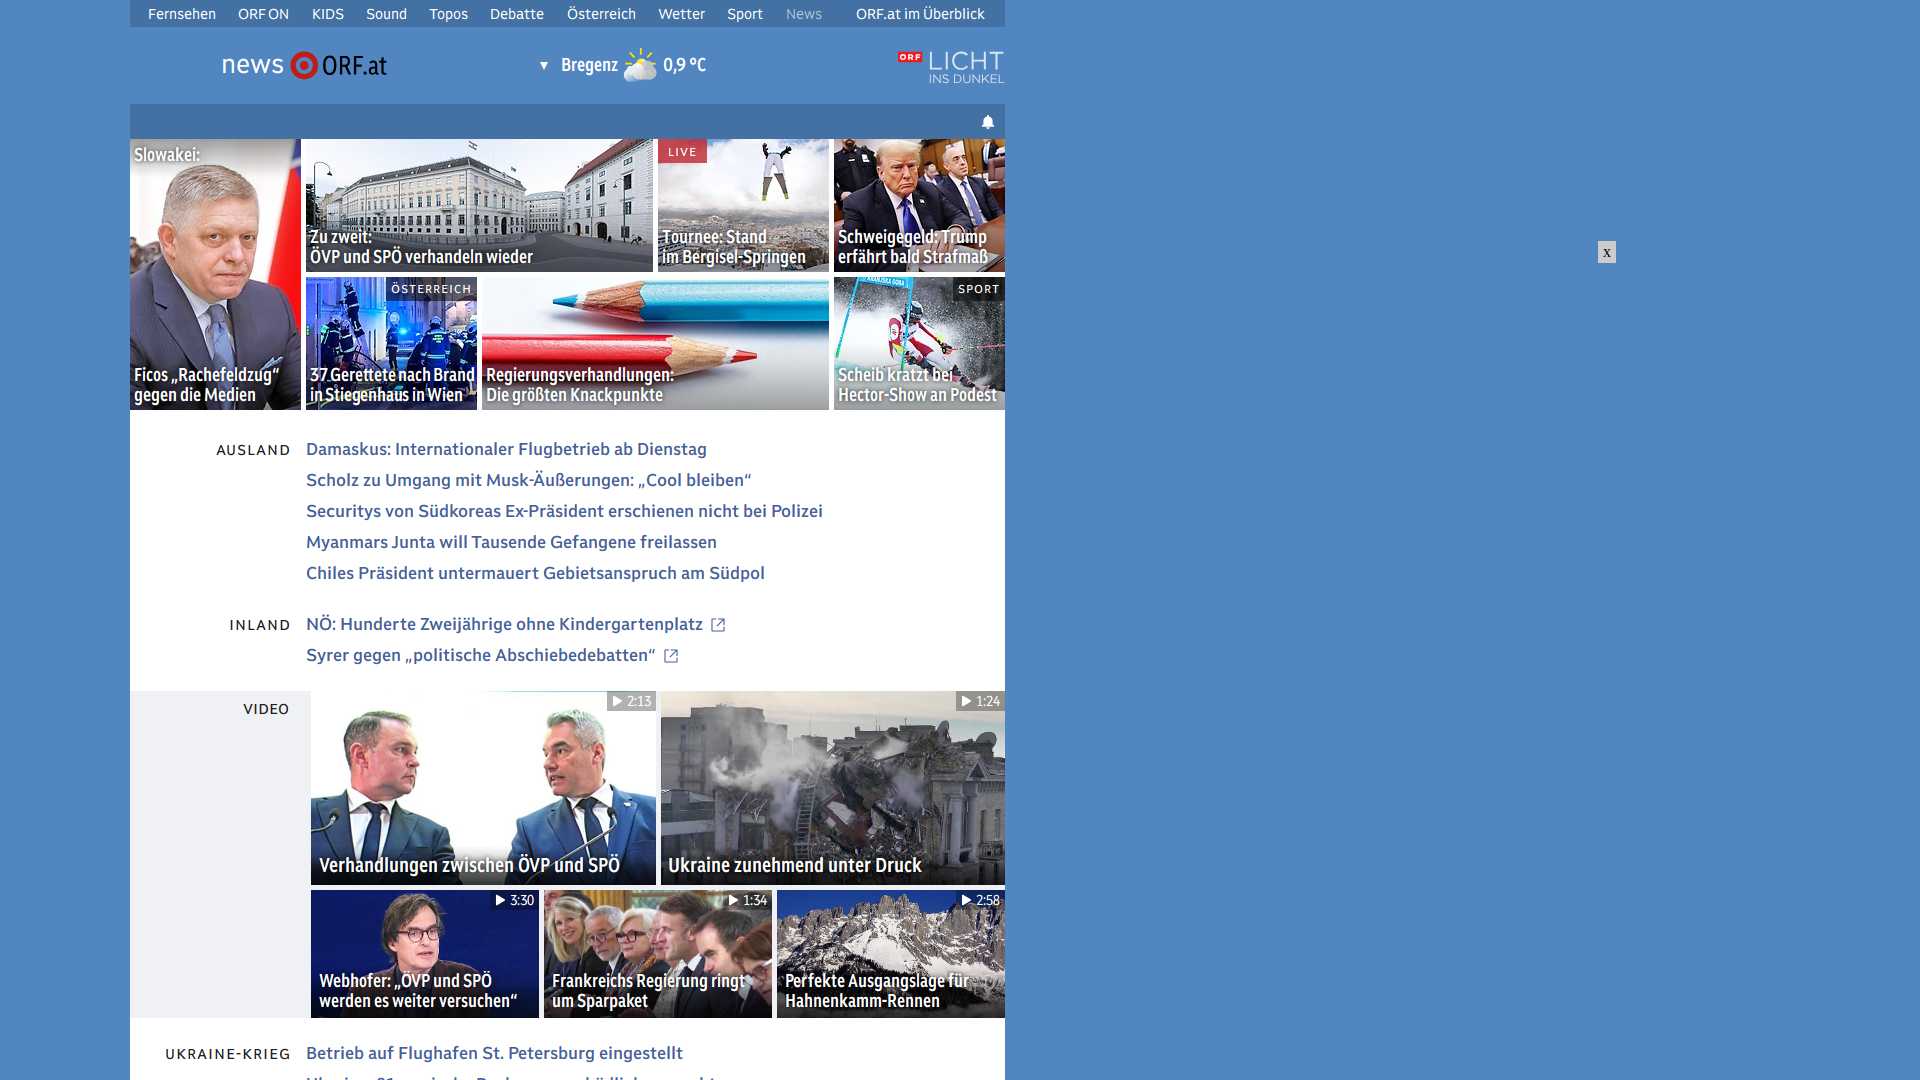 Fernsehen ORF ON KIDS Sound Topos Debatte Österreich Wetter Sport News ORF.at im Überblick
news ORF.at
Bregenz 0,9 °C
ORF LICHT
INS DUNKEL
Slowakei:
Ficos „Rachefeldzug“
gegen die Medien
Zu zweit:
ÖVP und SPÖ verhandeln wieder
LIVE
Tournee: Stand
im Bergisel-Springen
Schweigegeld: Trump
erfährt bald Strafmaß
x
ÖSTERREICH
37 Gerettete nach Brand
in Stiegenhaus in Wien
Regierungsverhandlungen:
Die größten Knackpunkte
SPORT
Scheib kratzt bei
Hector-Show an Podest
AUSLAND
Damaskus: Internationaler Flugbetrieb ab Dienstag
Scholz zu Umgang mit Musk-Äußerungen: „Cool bleiben“
Securitys von Südkoreas Ex-Präsident erschienen nicht bei Polizei
Myanmars Junta will Tausende Gefangene freilassen
Chiles Präsident untermauert Gebietsanspruch am Südpol
INLAND
NÖ: Hunderte Zweijährige ohne Kindergartenplatz
Syrer gegen „politische Abschiebedebatten“
VIDEO
2:13
Verhandlungen zwischen ÖVP und SPÖ
1:24
Ukraine zunehmend unter Druck
3:30
Webhofer: „ÖVP und SPÖ
werden es weiter versuchen“
1:34
Frankreichs Regierung ringt
um Sparpaket
2:58
Perfekte Ausgangslage für
Hahnenkamm-Rennen
UKRAINE-KRIEG
Betrieb auf Flughafen St. Petersburg eingestellt